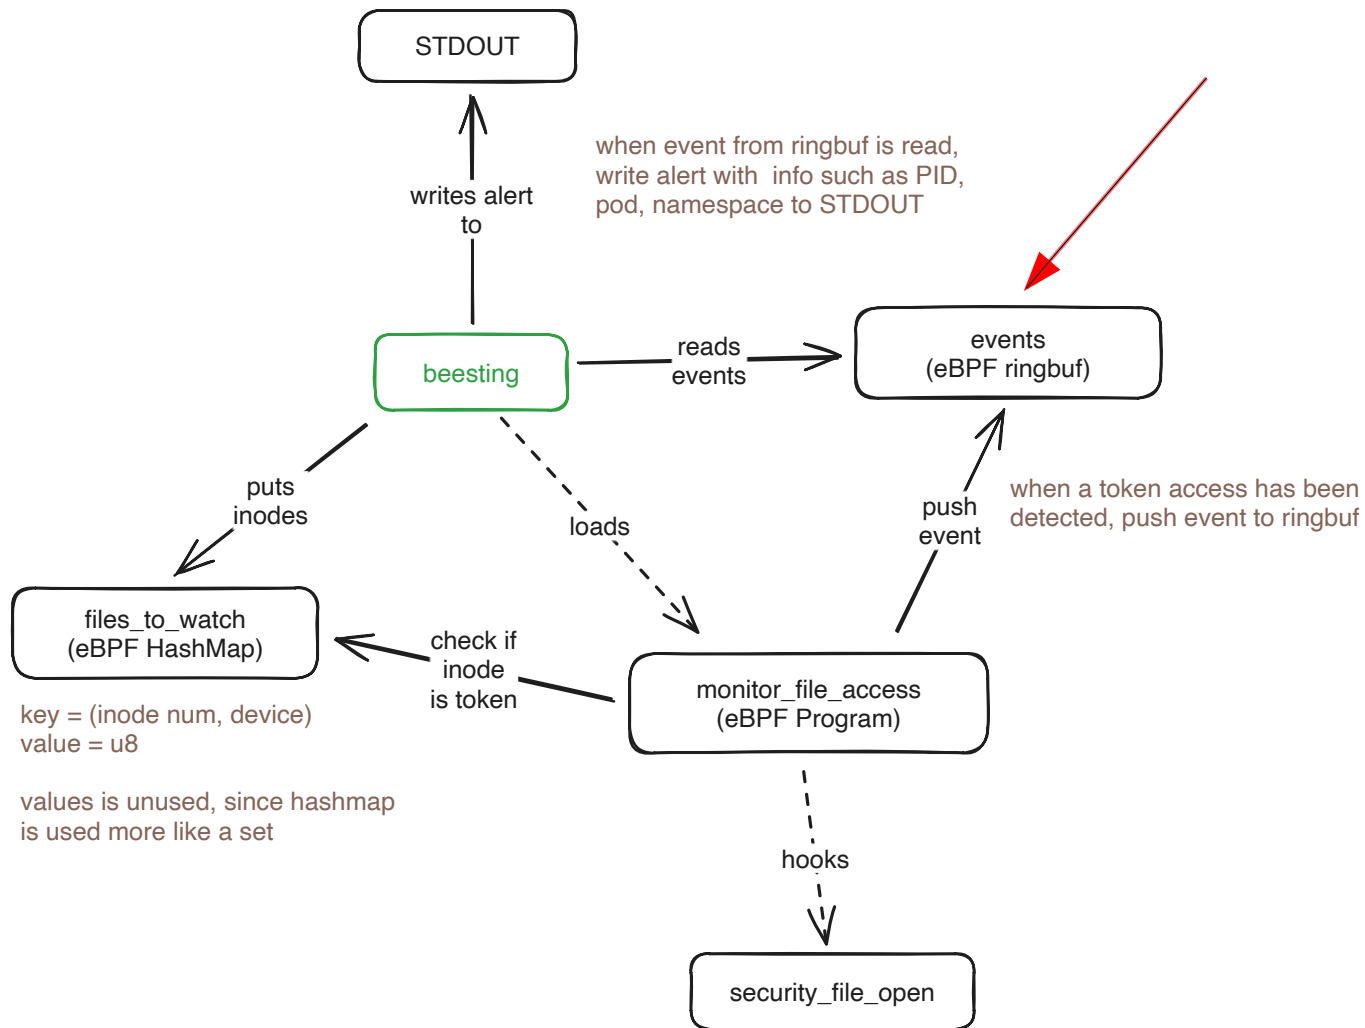 STDOUT
when event from ringbuf is read,
write alert with  info such as PID,
pod, namespace to STDOUT
writes alert
to
beesting
reads
events
events
(eBPF ringbuf)
puts
inodes
loads
push
event
when a token access has been
detected, push event to ringbuf
files_to_watch
(eBPF HashMap)
check if
inode
is token
monitor_file_access
(eBPF Program)
key = (inode num, device)
value = u8
values is unused, since hashmap
is used more like a set
hooks
security_file_open